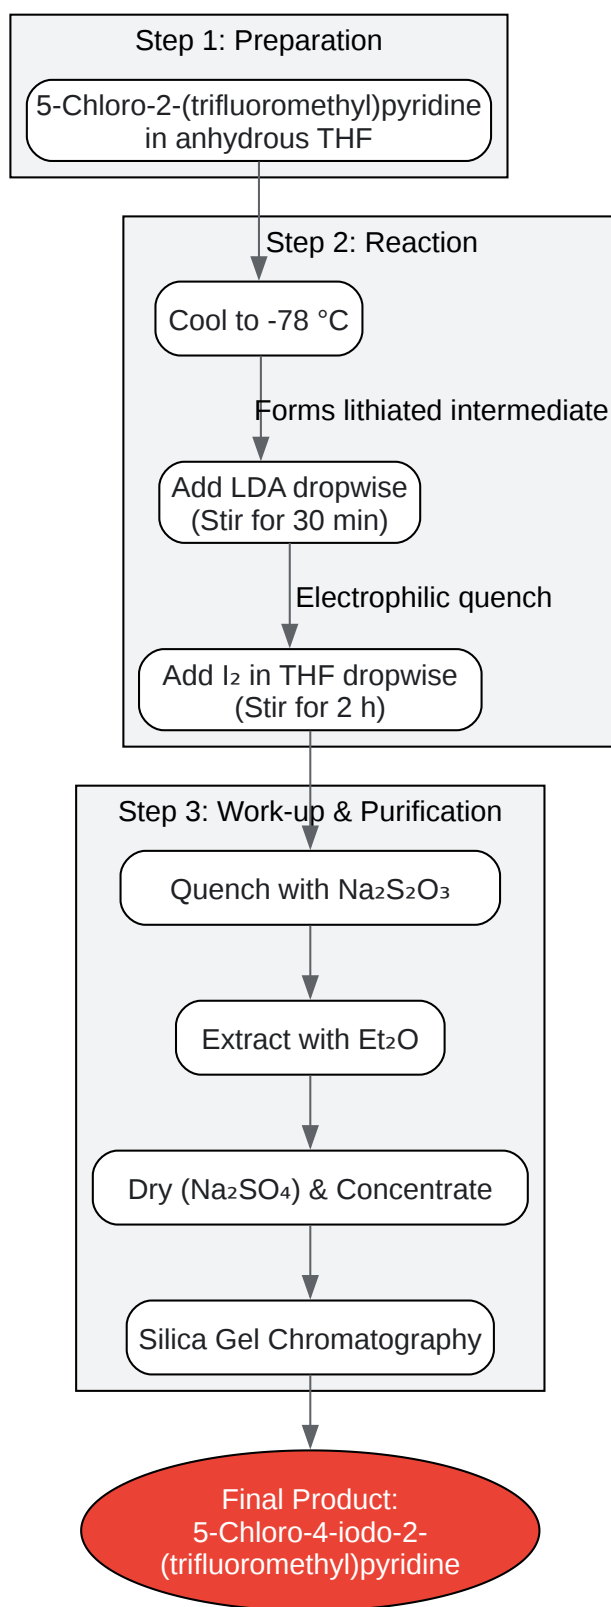 Step 1: Preparation
5-Chloro-2-(trifluoromethyl)pyridine
in anhydrous THF
Step 2: Reaction
Cool to -78 °C
Forms lithiated intermediate
Add LDA dropwise
(Stir for 30 min)
Electrophilic quench
Add I₂ in THF dropwise
(Stir for 2 h)
Step 3: Work-up & Purification
Quench with Na₂S₂O₃
Extract with Et₂O
Dry (Na₂SO₄) & Concentrate
Silica Gel Chromatography
Final Product:
5-Chloro-4-iodo-2-
(trifluoromethyl)pyridine